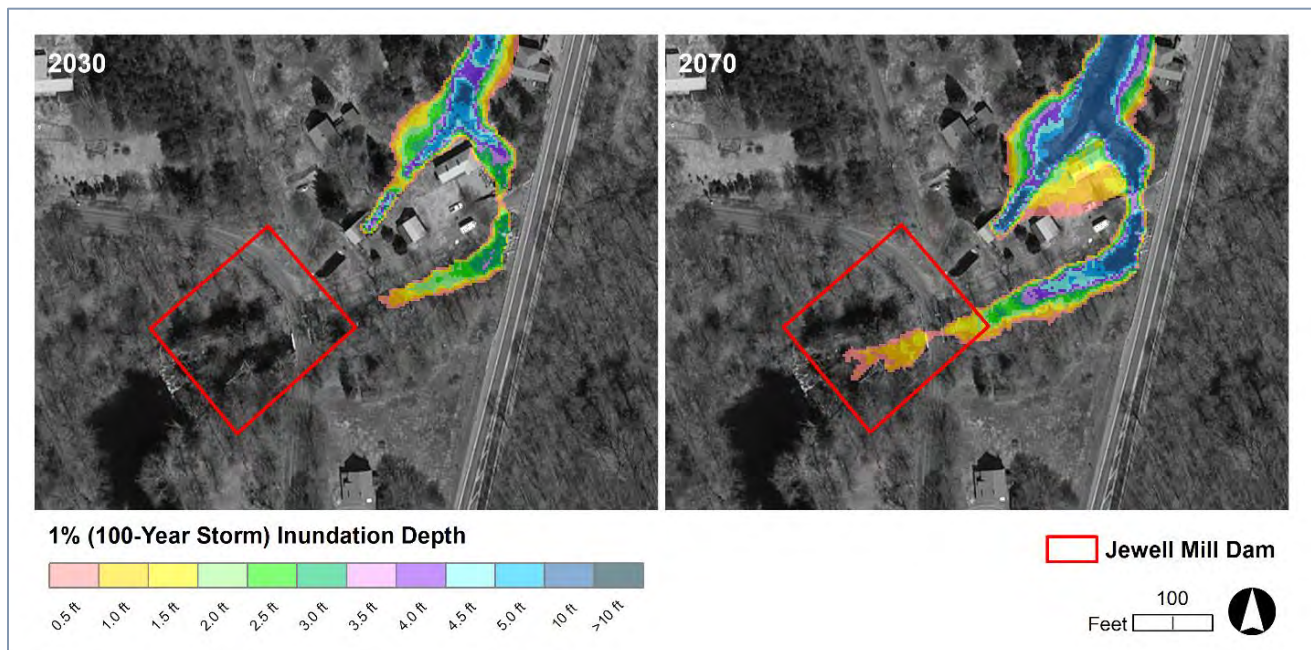 2030
2070
1% (100-Year Storm) Inundation Depth
0.5 ft
1.0 ft
1.5 ft
2.0 ft
2.5 ft
3.0 ft
3.5 ft
4.0 ft
4.5 ft
5.0 ft
10 ft
>10 ft
Jewell Mill Dam
100
Feet